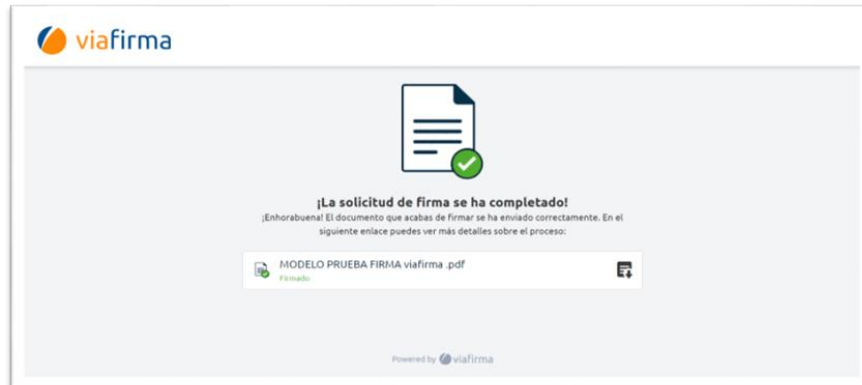 viafirma
¡La solicitud de firma se ha completado!
¡Enhorabuena! El documento que acabas de firmar se ha enviado correctamente. En el
siguiente enlace puedes ver más detalles sobre el proceso:
MODELO PRUEBA FIRMA viafirma .pdf
Firmado
Powered by viafirma